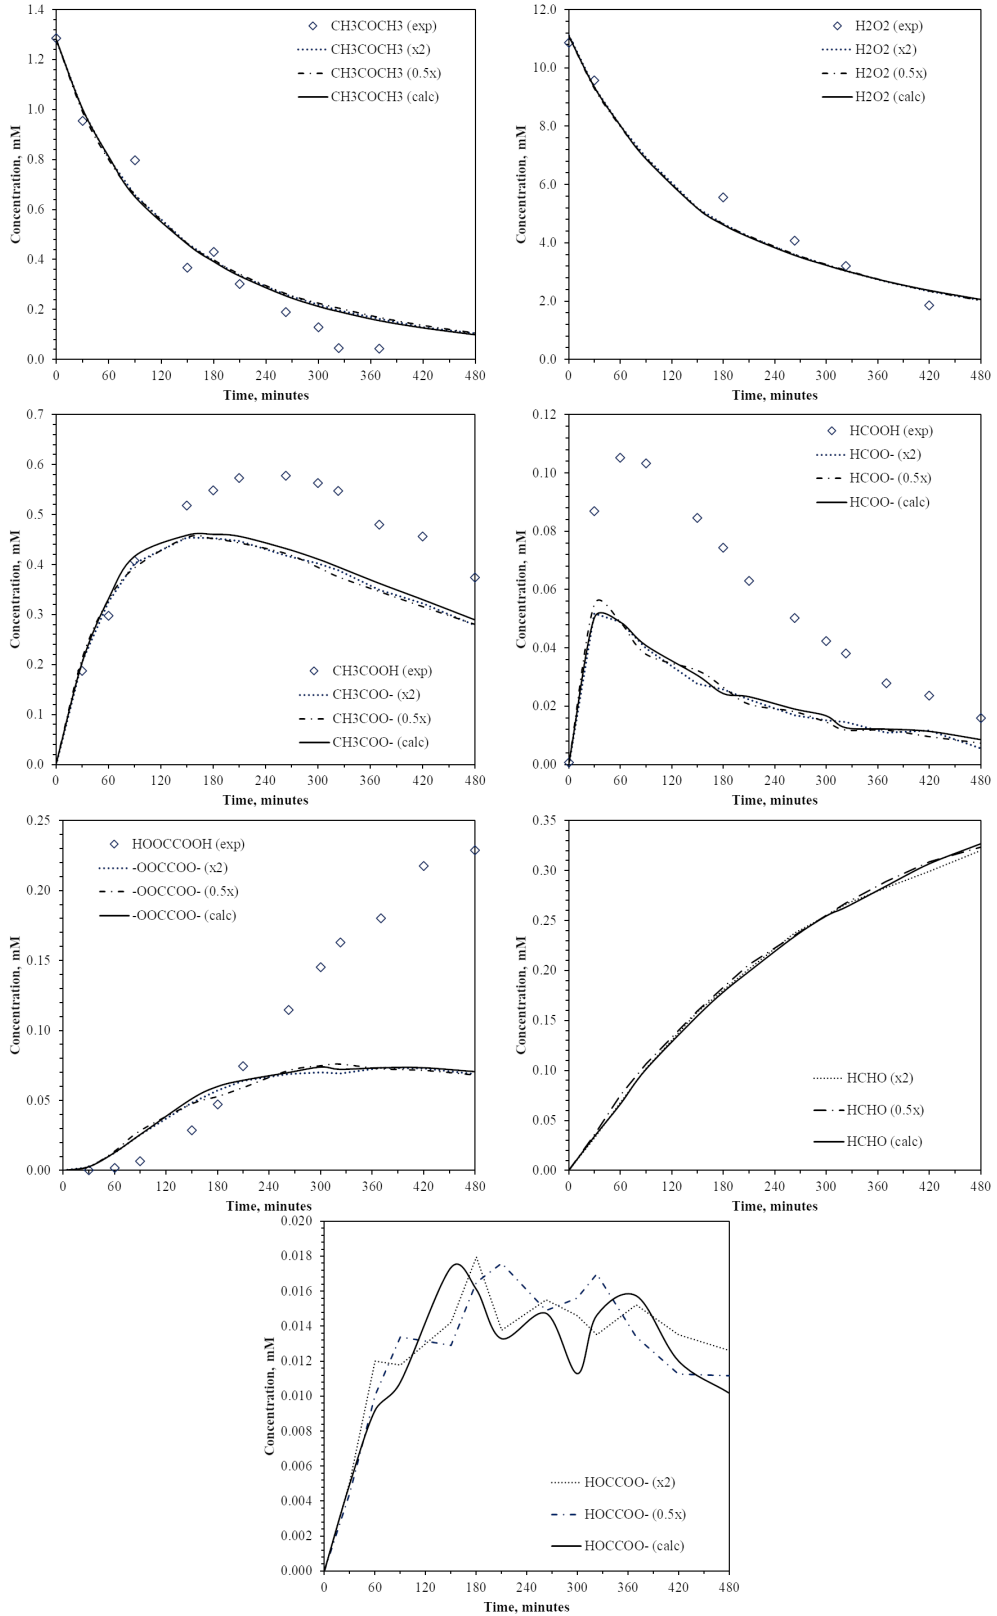 1.4
1.2
1.0
0.8
0.6
0.4
0.2
0.0
Concentration, mM
CH3COCH3 (exp)
CH3COCH3 (x2)
CH3COCH3 (0.5x)
CH3COCH3 (calc)
0 60 120 180 240 300 360 420 480
Time, minutes
12.0
10.0
8.0
6.0
4.0
2.0
0.0
Concentration, mM
H2O2 (exp)
H2O2 (x2)
H2O2 (0.5x)
H2O2 (calc)
0 60 120 180 240 300 360 420 480
Time, minutes
0.7
0.6
0.5
0.4
0.3
0.2
0.1
0.0
Concentration, mM
CH3COOH (exp)
CH3COO- (x2)
CH3COO- (0.5x)
CH3COO- (calc)
0 60 120 180 240 300 360 420 480
Time, minutes
0.12
0.10
0.08
0.06
0.04
0.02
0.00
Concentration, mM
HCOOH (exp)
HCOO- (x2)
HCOO- (0.5x)
HCOO- (calc)
0 60 120 180 240 300 360 420 480
Time, minutes
0.25
0.20
0.15
0.10
0.05
0.00
Concentration, mM
HOOCCOOH (exp)
-OOCCOO- (x2)
-OOCCOO- (0.5x)
-OOCCOO- (calc)
0 60 120 180 240 300 360 420 480
Time, minutes
0.35
0.30
0.25
0.20
0.15
0.10
0.05
0.00
Concentration, mM
HCHO (x2)
HCHO (0.5x)
HCHO (calc)
0 60 120 180 240 300 360 420 480
Time, minutes
0.020
0.018
0.016
0.014
0.012
0.010
0.008
0.006
0.004
0.002
0.000
Concentration, mM
HOCCOO- (x2)
HOCCOO- (0.5x)
HOCCOO- (calc)
0 60 120 180 240 300 360 420 480
Time, minutes